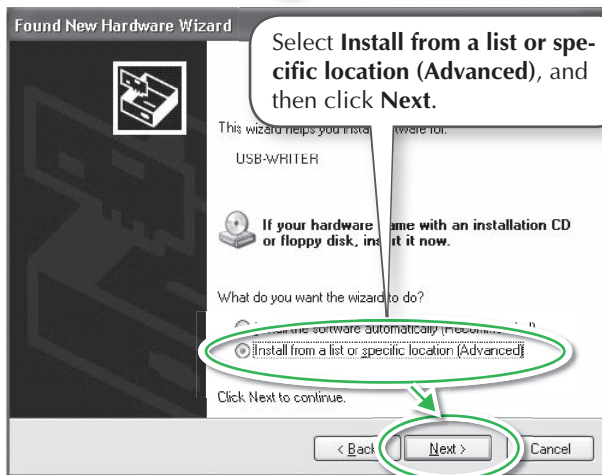 Found New Hardware Wizard
Select Install from a list or spe-
cific location (Advanced), and
then click Next.
This wizard helps you for:
USB-WRITER
If your hardware with an installation CD
or floppy disk, it now.
What do you want the wizard to do?
the software automatically
Install from a list or specific location (Advanced)
Click Next to continue.
< Back
Next >
Cancel